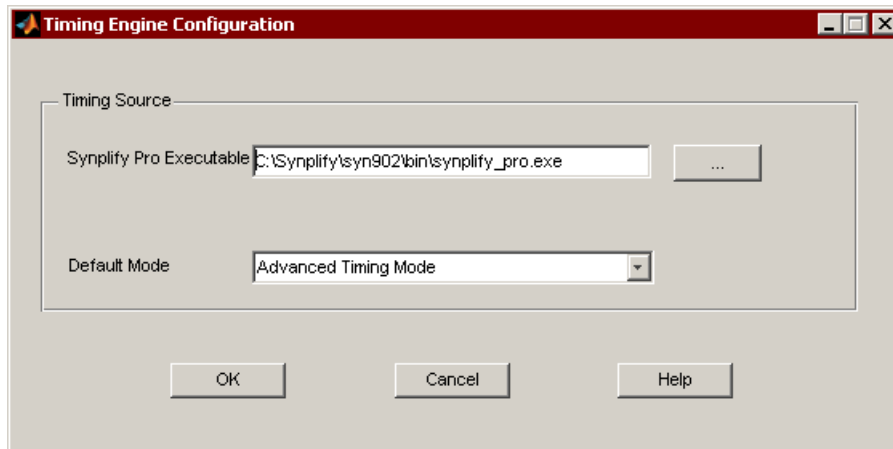 Timing Engine Configuration
Timing Source
Synplify Pro Executable C:\Synplify\syn902\bin\synplify_pro.exe ...
Default Mode Advanced Timing Mode
OK Cancel Help